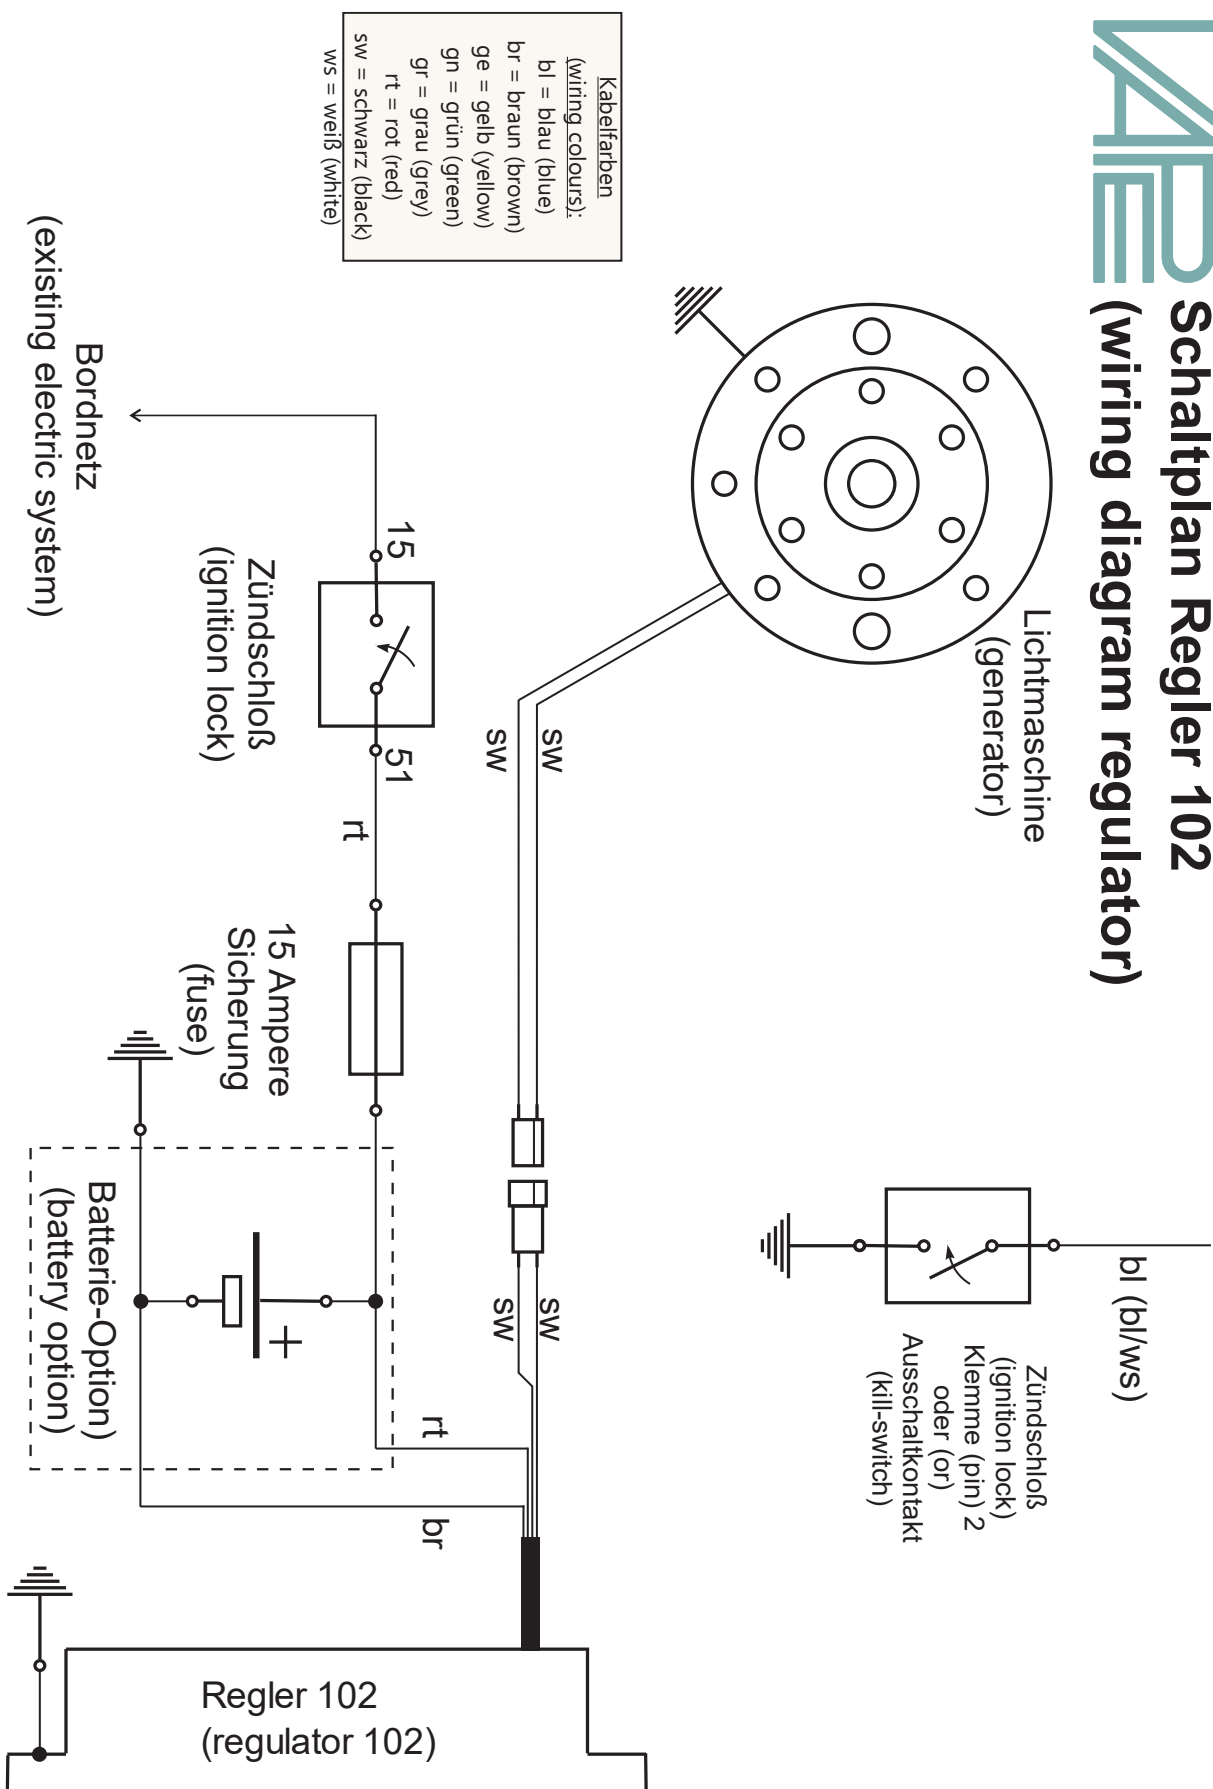 VAPE
Schaltplan Regler 102
(wiring diagram regulator)
Kabelfarben
(wiring colours):
bl = blau (blue)
br = braun (brown)
ge = gelb (yellow)
gn = grün (green)
gr = grau (grey)
rt = rot (red)
sw = schwarz (black)
ws = weiß (white)
Lichtmaschine
(generator)
bl (bl/ws)
Zündschloß
(ignition lock)
Klemme (pin) 2
oder (or)
Ausschaltkontakt
(kill-switch)
sw
sw
sw
sw
15
51
rt
Zündschloß
(ignition lock)
Bordnetz
(existing electric system)
15 Ampere
Sicherung
(fuse)
+
Batterie-Option)
(battery option)
rt
br
Regler 102
(regulator 102)